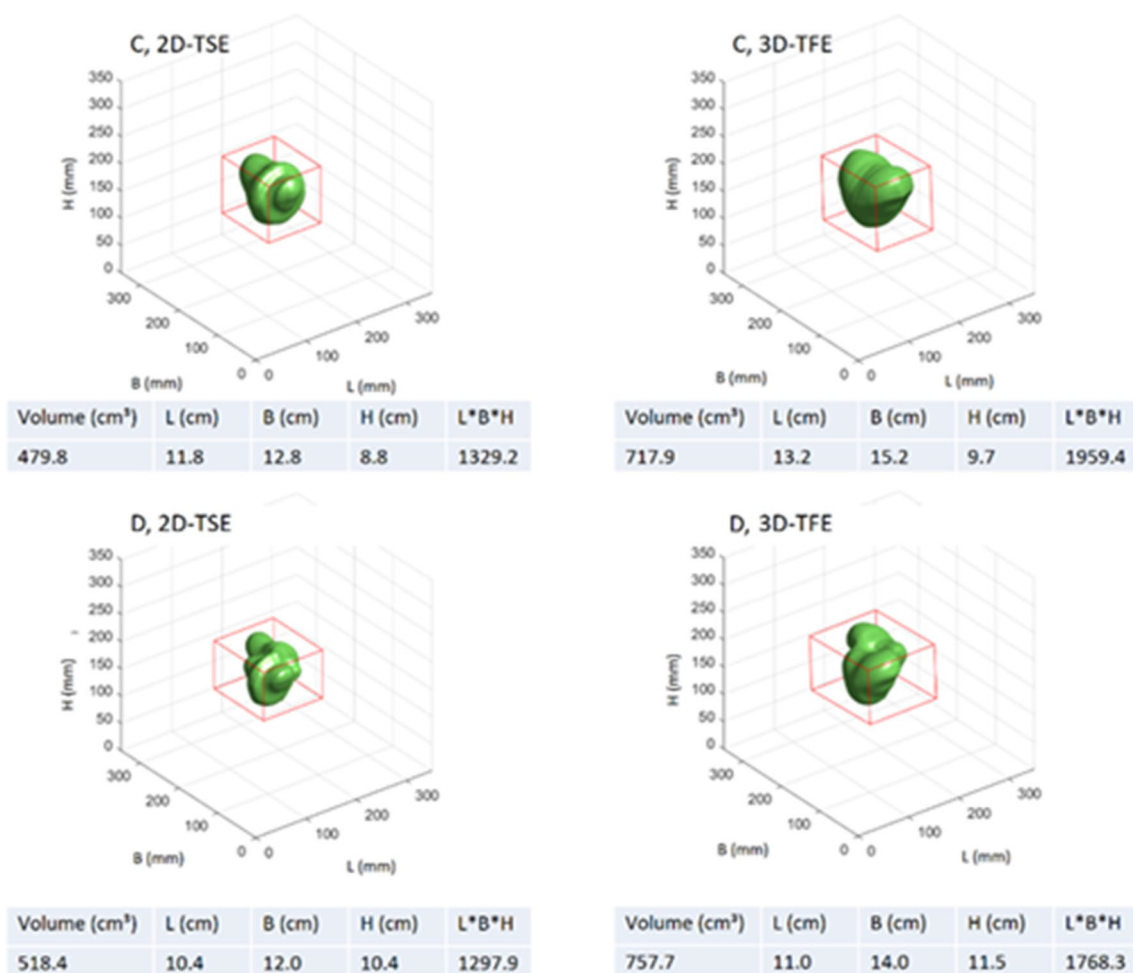 C, 2D-TSE
350
300
250
200
150
100
50
0
H (mm)
300
200
100
0
B (mm)
0
100
200
300
L (mm)
Volume (cm³) L (cm) B (cm) H (cm) L*B*H
479.8 11.8 12.8 8.8 1329.2
C, 3D-TFE
350
300
250
200
150
100
50
0
H (mm)
300
200
100
0
B (mm)
0
100
200
300
L (mm)
Volume (cm³) L (cm) B (cm) H (cm) L*B*H
717.9 13.2 15.2 9.7 1959.4
D, 2D-TSE
350
300
250
200
150
100
50
0
H (mm)
300
200
100
0
B (mm)
0
100
200
300
L (mm)
Volume (cm³) L (cm) B (cm) H (cm) L*B*H
518.4 10.4 12.0 10.4 1297.9
D, 3D-TFE
350
300
250
200
150
100
50
0
H (mm)
300
200
100
0
B (mm)
0
100
200
300
L (mm)
Volume (cm³) L (cm) B (cm) H (cm) L*B*H
757.7 11.0 14.0 11.5 1768.3